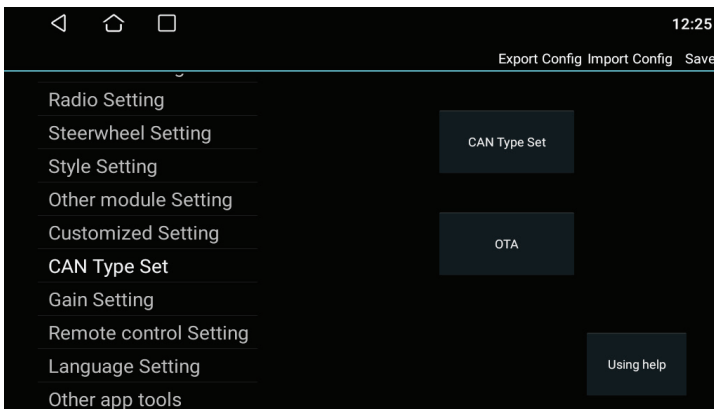 12:25
Export Config Import Config Save
Radio Setting
Steerwheel Setting
CAN Type Set
Style Setting
Other module Setting
Customized Setting
OTA
CAN Type Set
Gain Setting
Remote control Setting
Language Setting
Using help
Other app tools